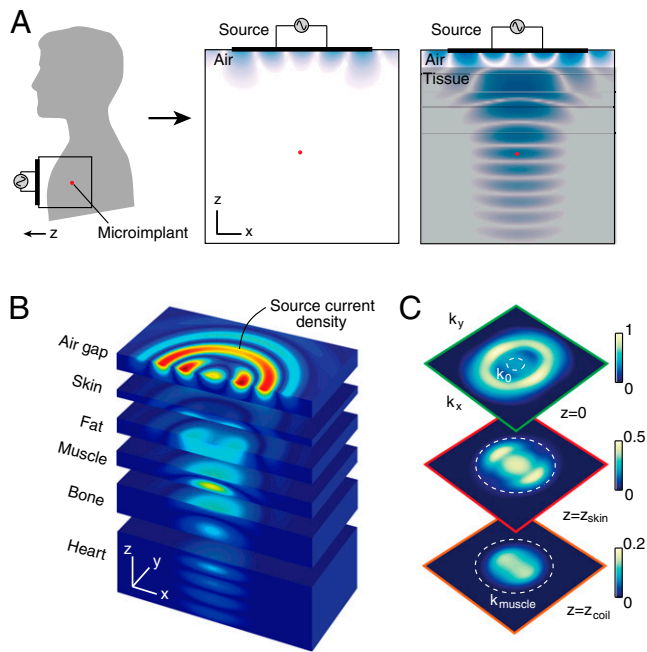 A
Source
Air
z
x
Source
Air
Tissue
z
Microimplant
B
Source current
density
Air gap
Skin
Fat
Muscle
Bone
Heart
z
y
x
C
ky
kx
k0
z=0
1
0
z=zskin
0.5
0
kmuscle
z=zcoil
0.2
0